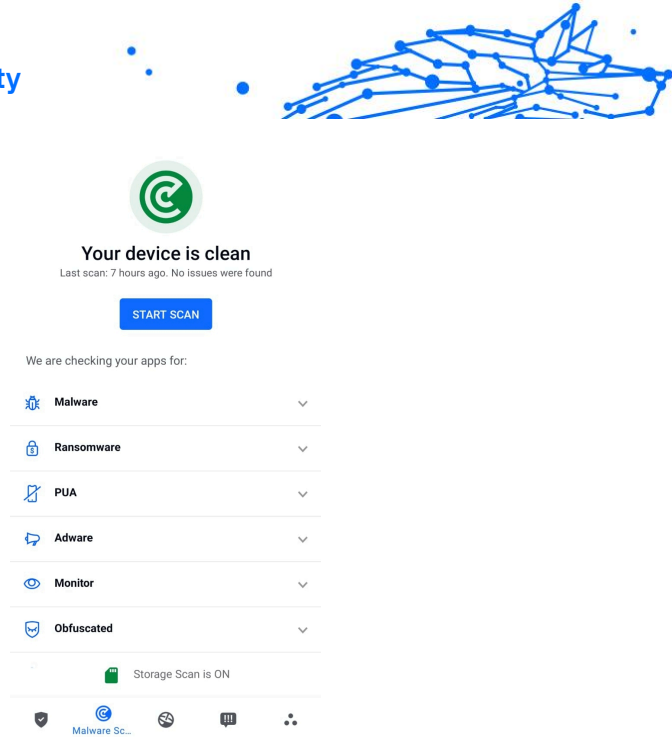 ty
Your device is clean
Last scan: 7 hours ago. No issues were found
START SCAN
We are checking your apps for:
Malware
Ransomware
PUA
Adware
Monitor
Obfuscated
Storage Scan is ON
Malware Sc...